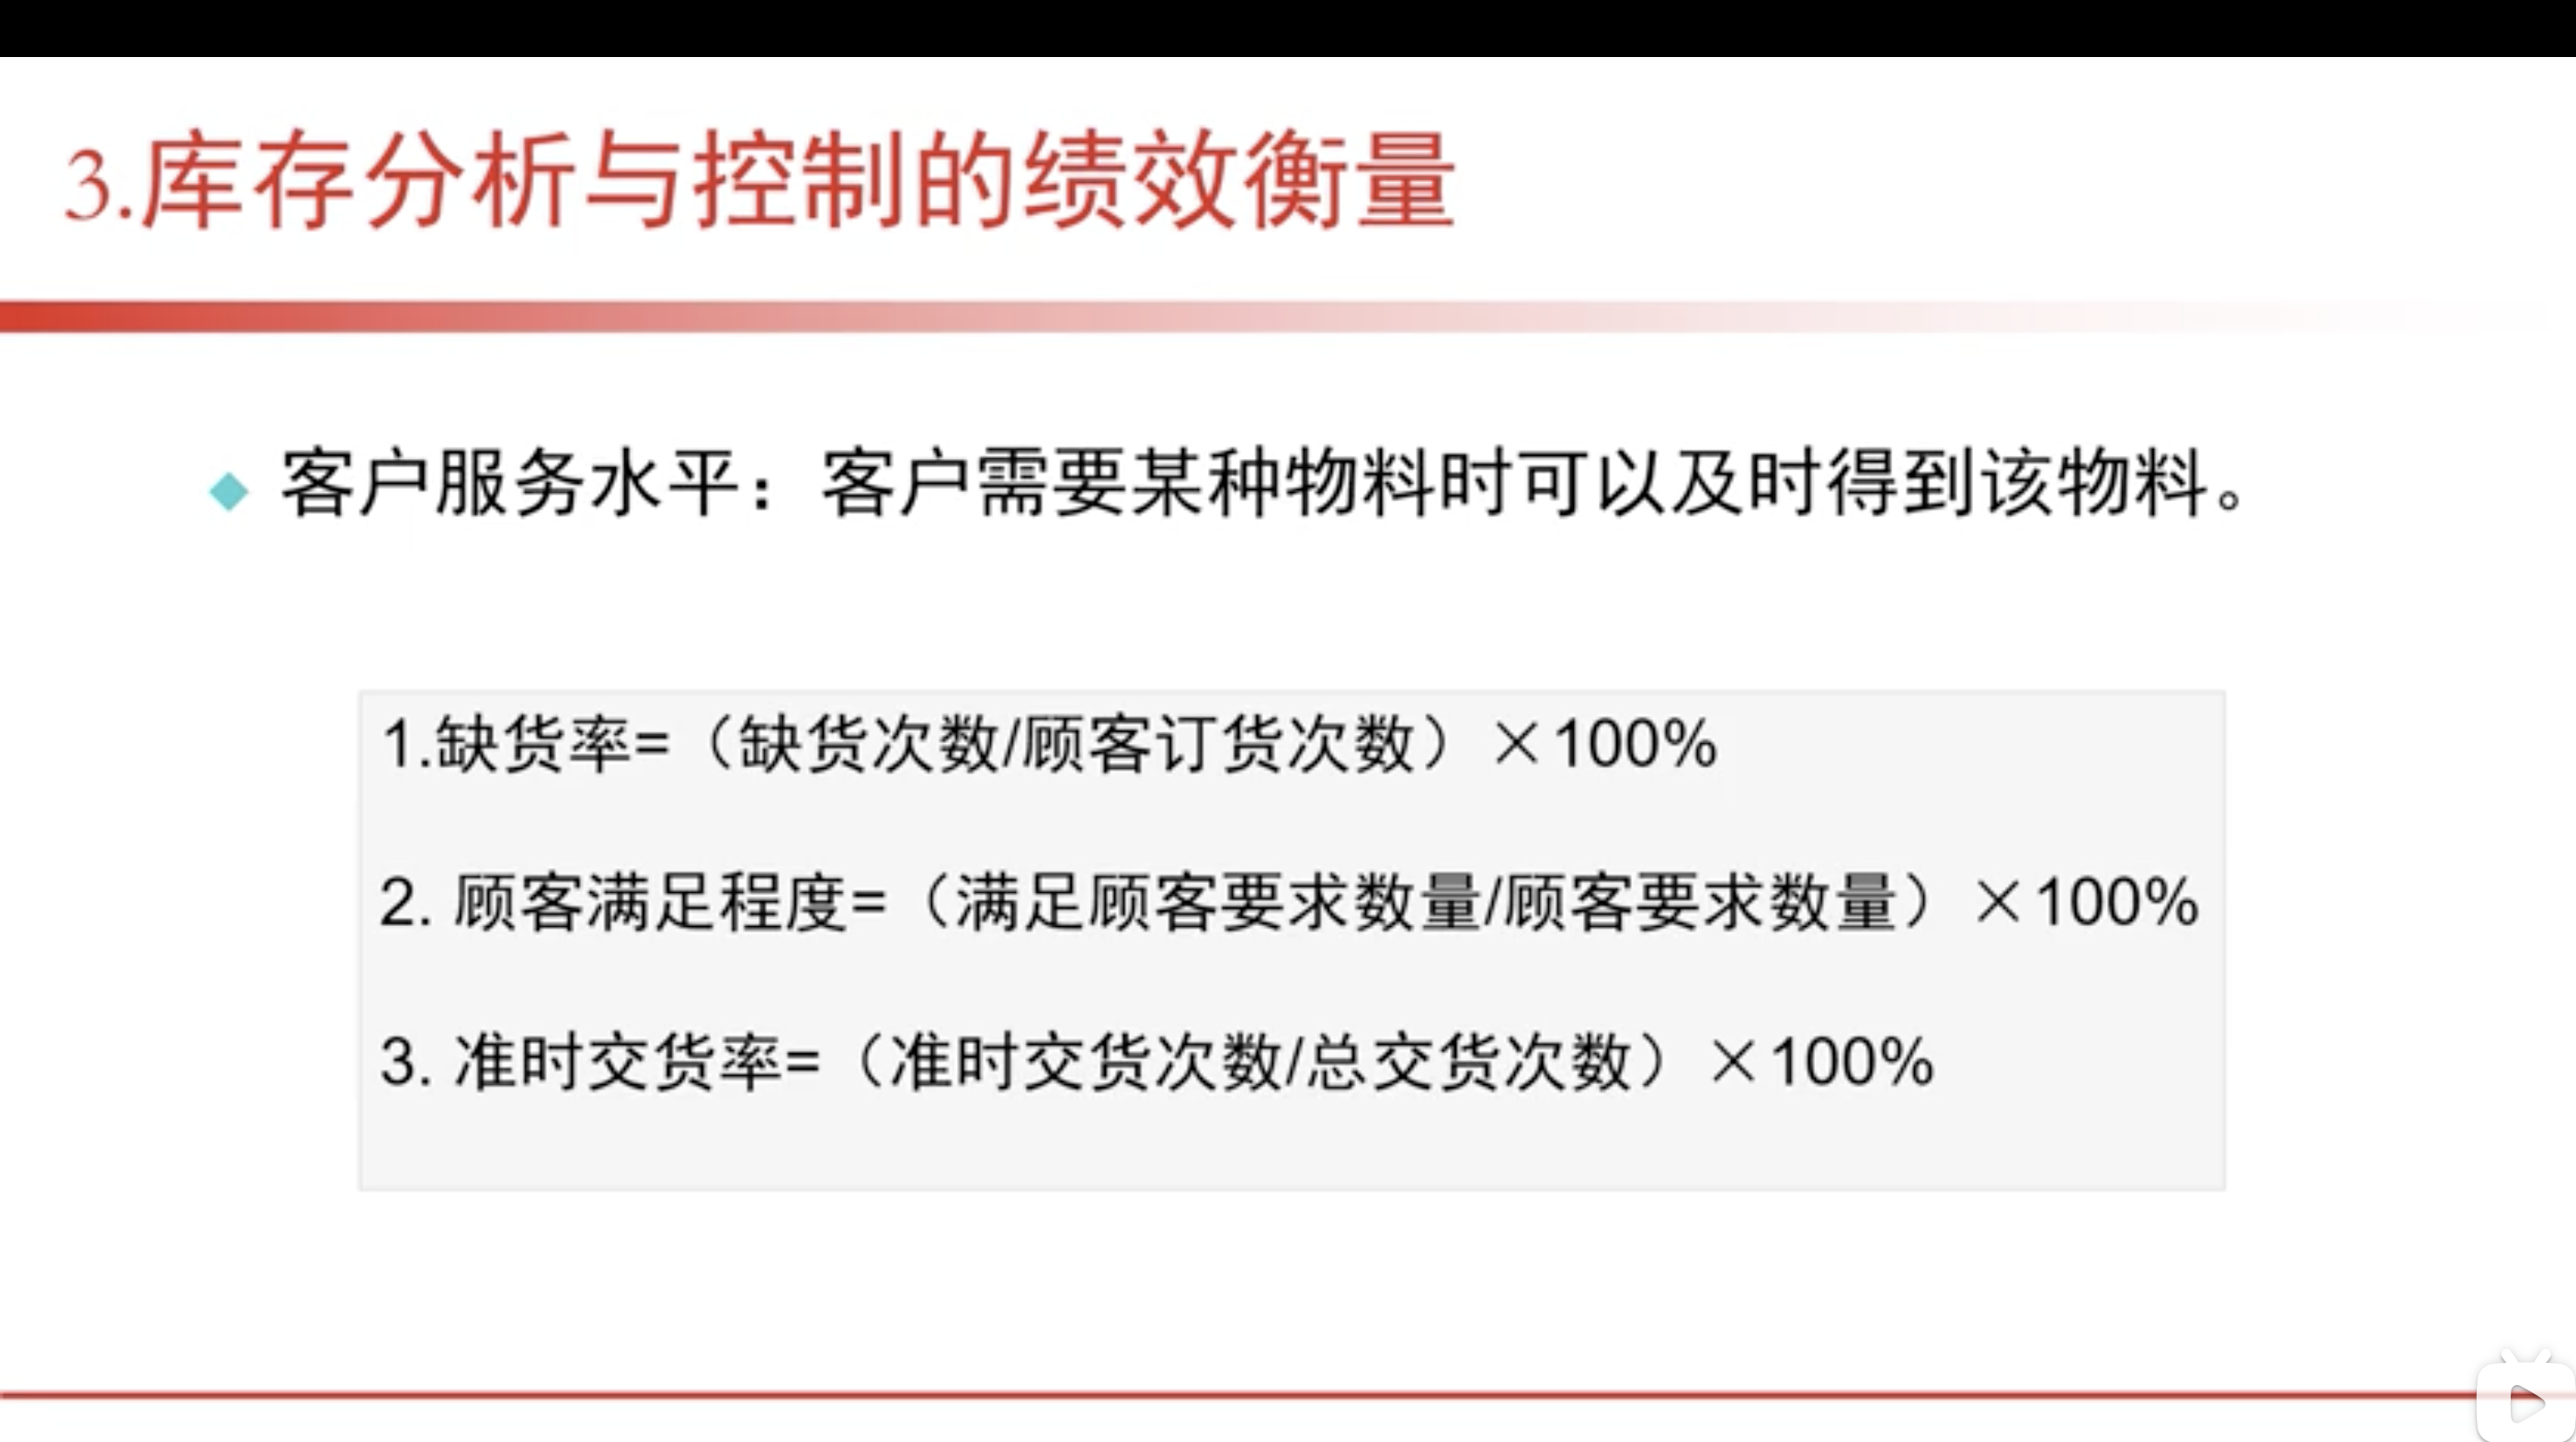 3.库存分析与控制的绩效衡量
客户服务水平：客户需要某种物料时可以及时得到该物料。
1.缺货率=（缺货次数/顾客订货次数）×100%
2. 顾客满足程度=（满足顾客要求数量/顾客要求数量）×100%
3. 准时交货率=（准时交货次数/总交货次数）×100%